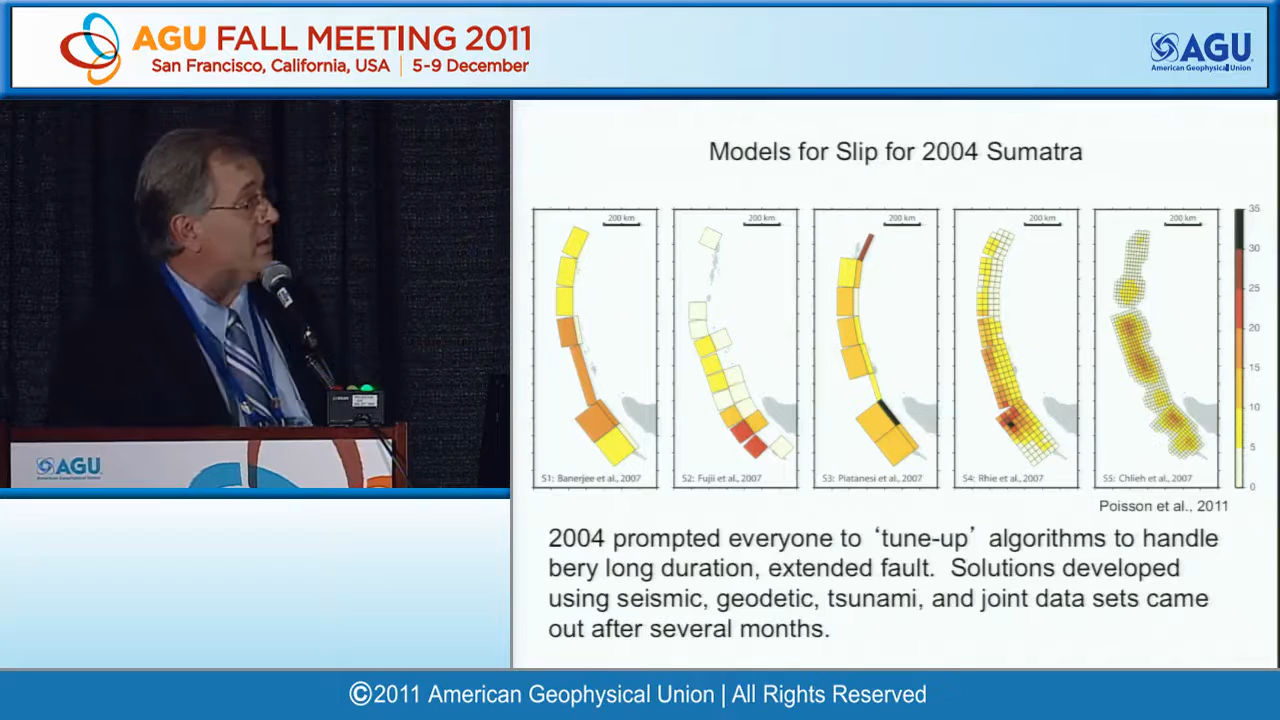 AGU FALL MEETING 2011
San Francisco, California, USA | 5-9 December
AGU
American Geophysical Union
Models for Slip for 2004 Sumatra
200 km 200 km 200 km 200 km 200 km
35
30
25
20
15
10
5
0
S1: Banerjee et al., 2007 S2: Fujii et al., 2007 S3: Piatanesi et al., 2007 S4: Rhie et al., 2007 S5: Chlieh et al., 2007
Poisson et al., 2011
2004 prompted everyone to ‘tune-up’ algorithms to handle
bery long duration, extended fault. Solutions developed
using seismic, geodetic, tsunami, and joint data sets came
out after several months.
AGU
©2011 American Geophysical Union | All Rights Reserved